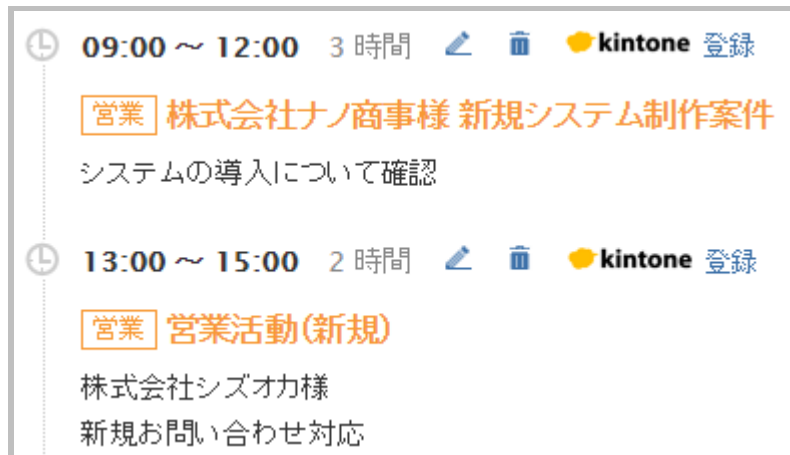 09:00 ～ 12:00 3 時間 kintone 登録
営業 株式会社ナノ商事様 新規システム制作案件
システムの導入について確認
13:00 ～ 15:00 2 時間 kintone 登録
営業 営業活動(新規)
株式会社シズオカ様
新規お問い合わせ対応